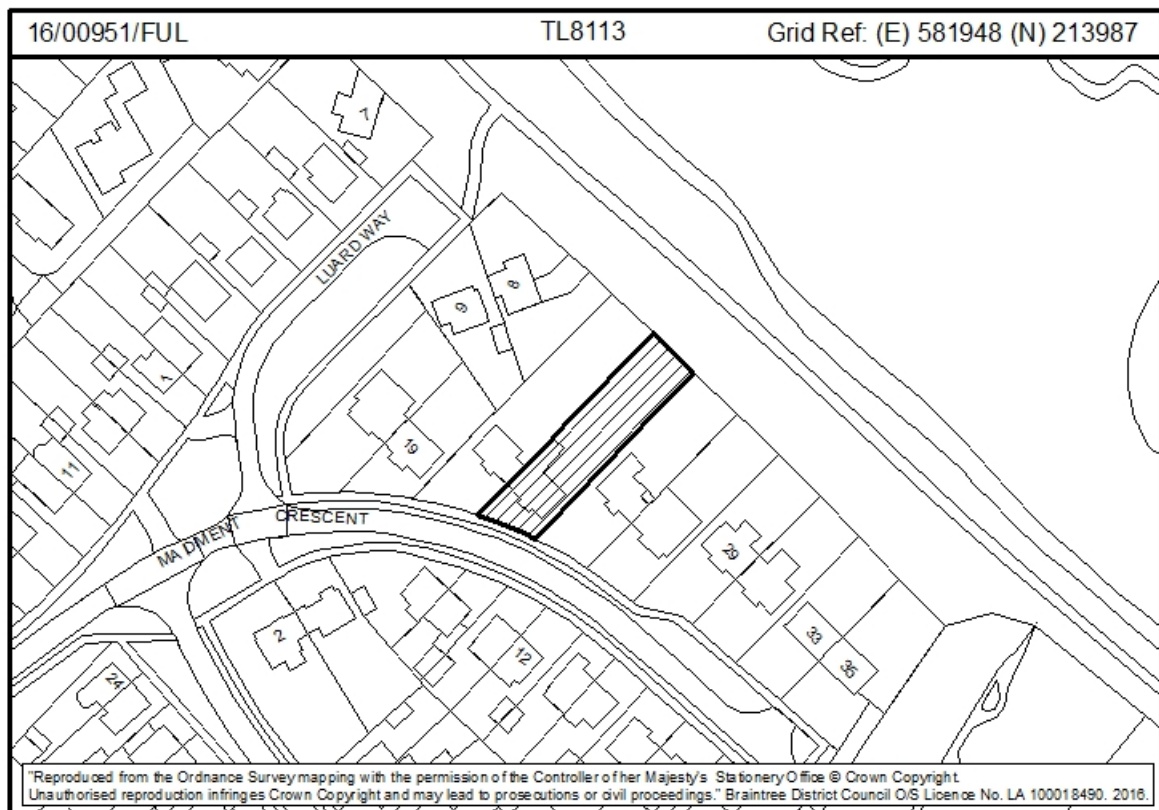 16/00951/FUL TL8113 Grid Ref: (E) 581948 (N) 213987
7
LUARD WAY
8
9
1
19
11
MAIDMENT CRESCENT
29
2
12
33
35
24
"Reproduced from the Ordnance Survey mapping with the permission of the Controller of her Majesty's Stationery Office © Crown Copyright.
Unauthorised reproduction infringes Crown Copyright and may lead to prosecutions or civil proceedings." Braintree District Council O/S Licence No. LA 100018490. 2016.